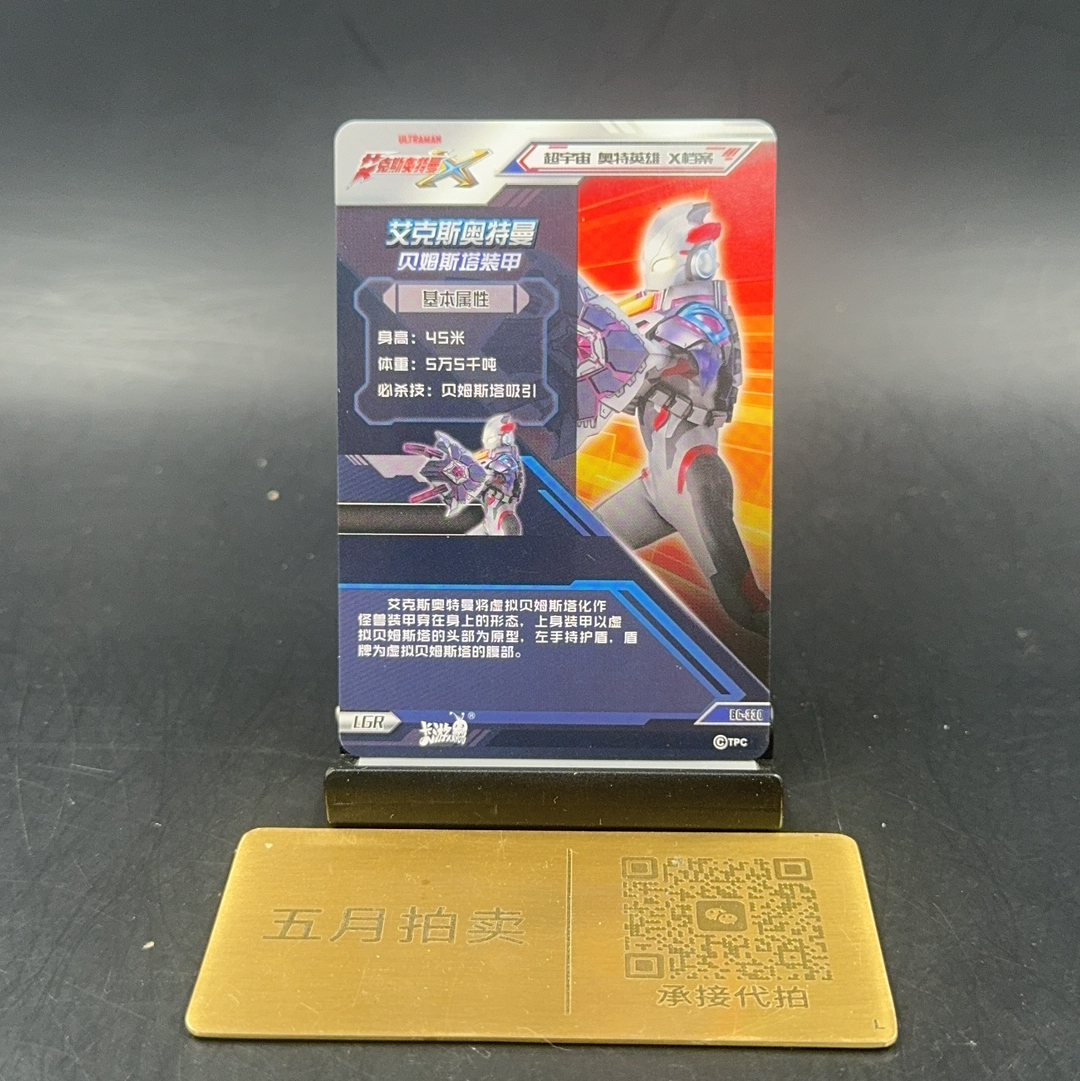 ULTRAMAN
艾克斯奥特曼X
超宇宙 奥特英雄 X档案
艾克斯奥特曼
贝姆斯塔装甲
基本属性
身高：45米
体重：5万5千吨
必杀技：贝姆斯塔吸引
艾克斯奥特曼将虚拟贝姆斯塔化作
怪兽装甲穿在身上的形态，上身装甲以虚
拟贝姆斯塔的头部为原型，左手持护盾，盾
牌为虚拟贝姆斯塔的腹部。
LGR
卡游®
©TPC
五月拍卖
承接代拍
L